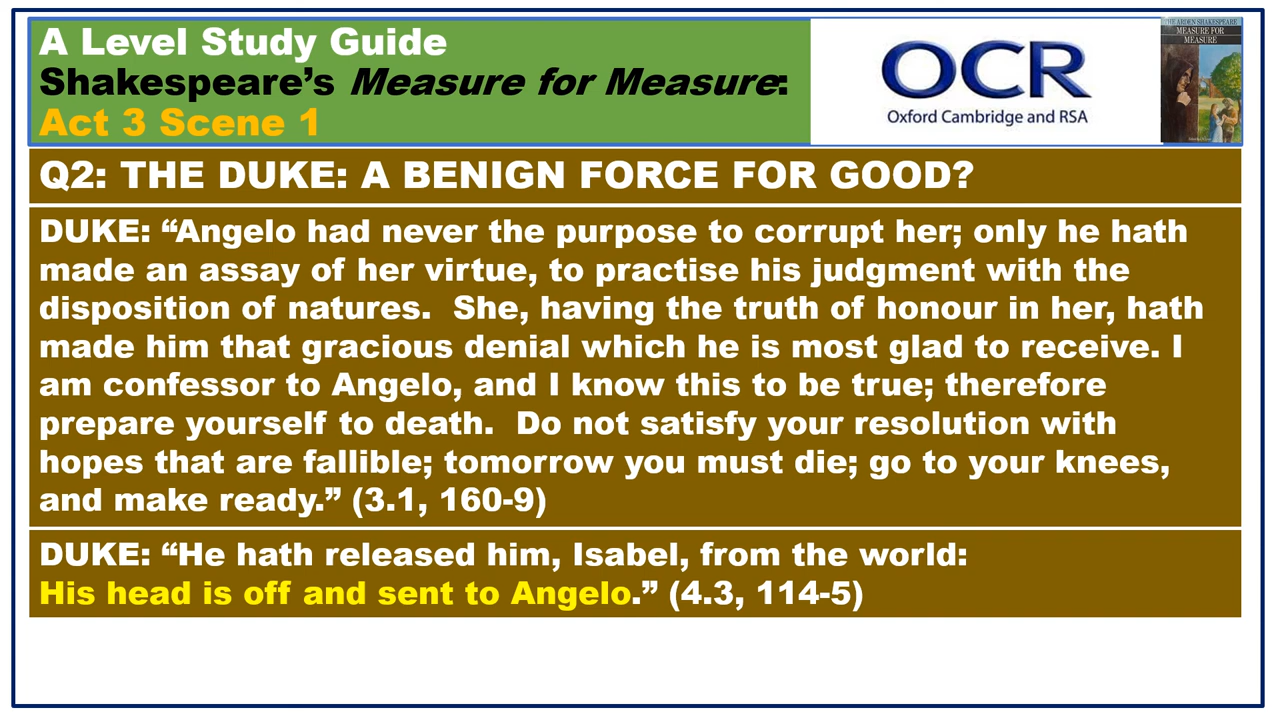 A Level Study Guide
Shakespeare's Measure for Measure:
Act 3 Scene 1
OCR
Oxford Cambridge and RSA
THE ARDEN SHAKESPEARE
MEASURE FOR
MEASURE
Q2: THE DUKE: A BENIGN FORCE FOR GOOD?
DUKE: “Angelo had never the purpose to corrupt her; only he hath
made an assay of her virtue, to practise his judgment with the
disposition of natures.  She, having the truth of honour in her, hath
made him that gracious denial which he is most glad to receive. I
am confessor to Angelo, and I know this to be true; therefore
prepare yourself to death.  Do not satisfy your resolution with
hopes that are fallible; tomorrow you must die; go to your knees,
and make ready.” (3.1, 160-9)
DUKE: “He hath released him, Isabel, from the world:
His head is off and sent to Angelo.” (4.3, 114-5)